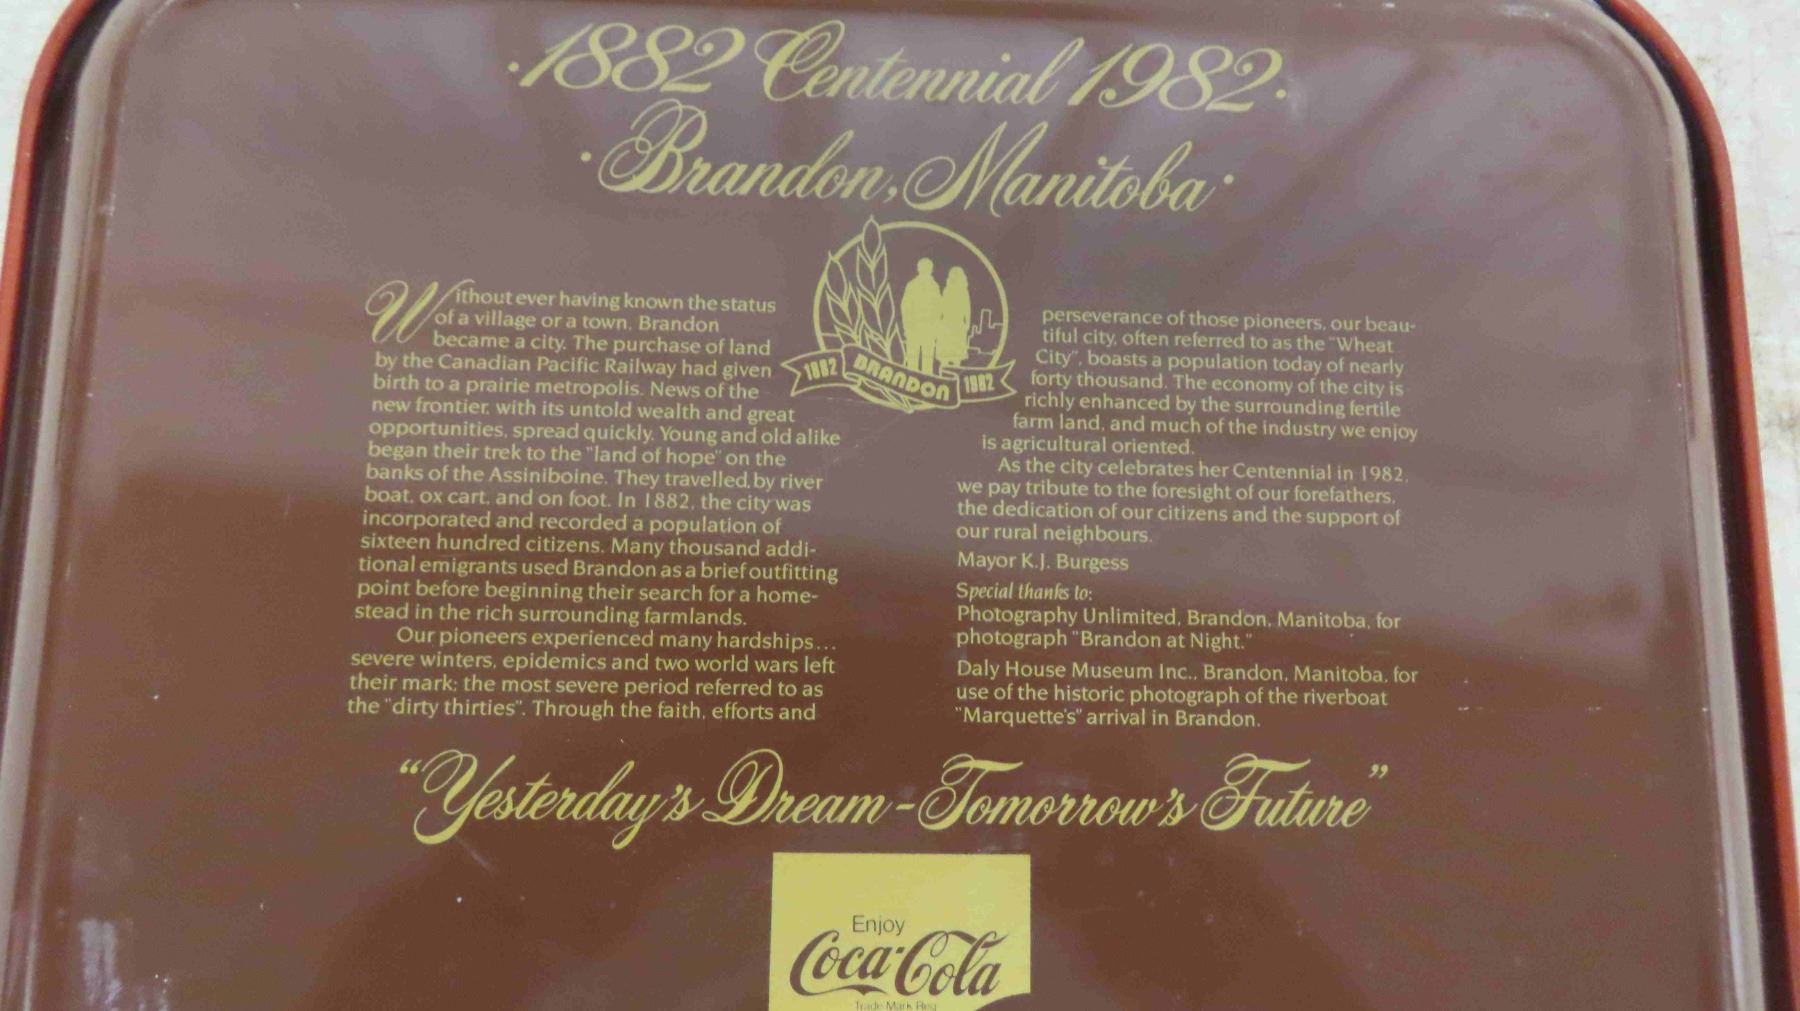 ·1882 Centennial 1982·
·Brandon, Manitoba·
1882 BRANDON 1982
Without ever having known the status
of a village or a town, Brandon
became a city. The purchase of land
by the Canadian Pacific Railway had given
birth to a prairie metropolis. News of the
new frontier, with its untold wealth and great
opportunities, spread quickly. Young and old alike
began their trek to the "land of hope" on the
banks of the Assiniboine. They travelled by river
boat, ox cart, and on foot. In 1882, the city was
incorporated and recorded a population of
sixteen hundred citizens. Many thousand addi-
tional emigrants used Brandon as a brief outfitting
point before beginning their search for a home-
stead in the rich surrounding farmlands.
Our pioneers experienced many hardships...
severe winters, epidemics and two world wars left
their mark; the most severe period referred to as
the "dirty thirties". Through the faith, efforts and
perseverance of those pioneers, our beau-
tiful city, often referred to as the "Wheat
City", boasts a population today of nearly
forty thousand. The economy of the city is
richly enhanced by the surrounding fertile
farm land, and much of the industry we enjoy
is agricultural oriented.
As the city celebrates her Centennial in 1982,
we pay tribute to the foresight of our forefathers,
the dedication of our citizens and the support of
our rural neighbours.
Mayor K.J. Burgess
Special thanks to:
Photography Unlimited, Brandon, Manitoba, for
photograph "Brandon at Night."
Daly House Museum Inc., Brandon, Manitoba, for
use of the historic photograph of the riverboat
"Marquette's" arrival in Brandon.
"Yesterday's Dream - Tomorrow's Future"
Enjoy
Coca-Cola
Trade Mark Reg